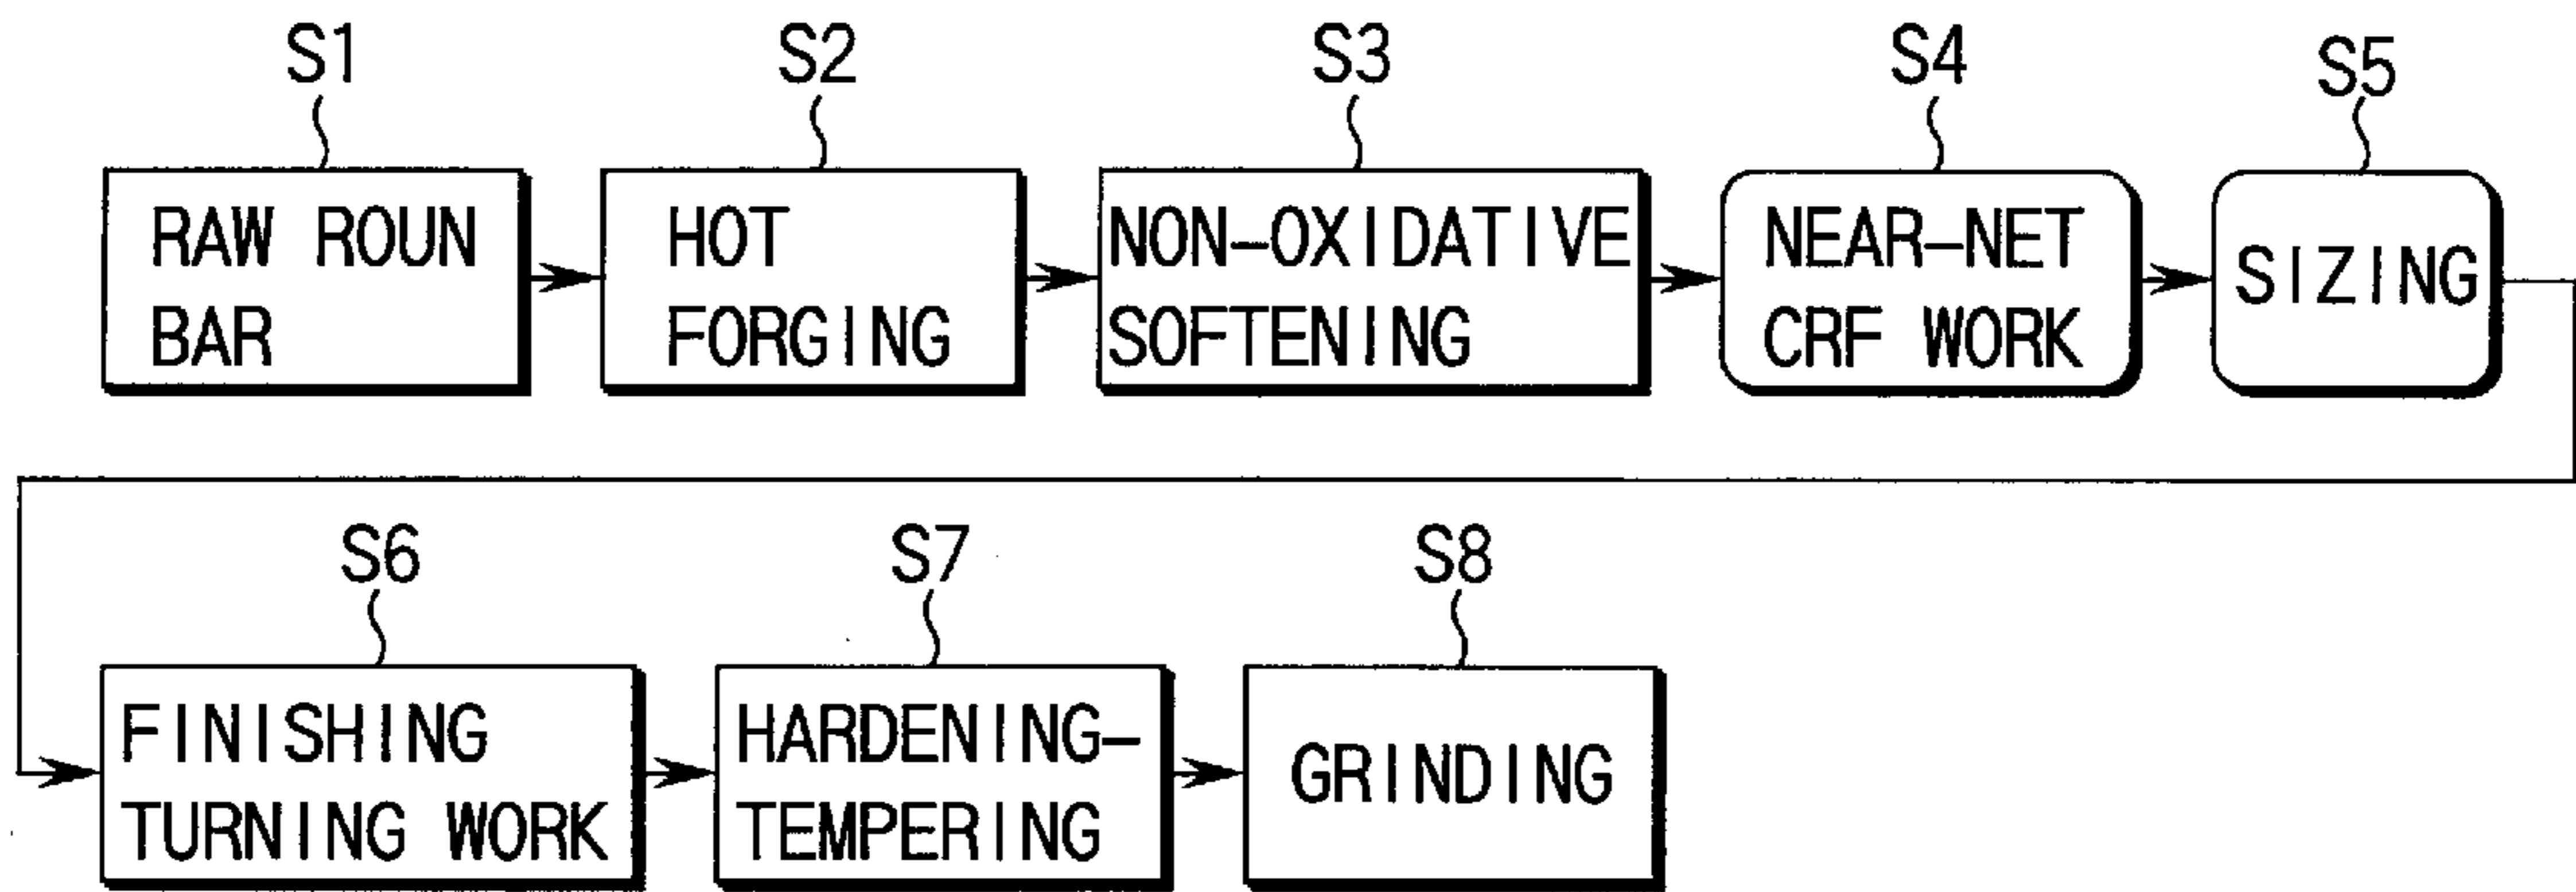 S1 S2 S3 S4 S5
RAW ROUN
BAR
HOT
FORGING
NON-OXIDATIVE
SOFTENING
NEAR-NET
CRF WORK
SIZING
S6 S7 S8
FINISHING
TURNING WORK
HARDENING-
TEMPERING
GRINDING